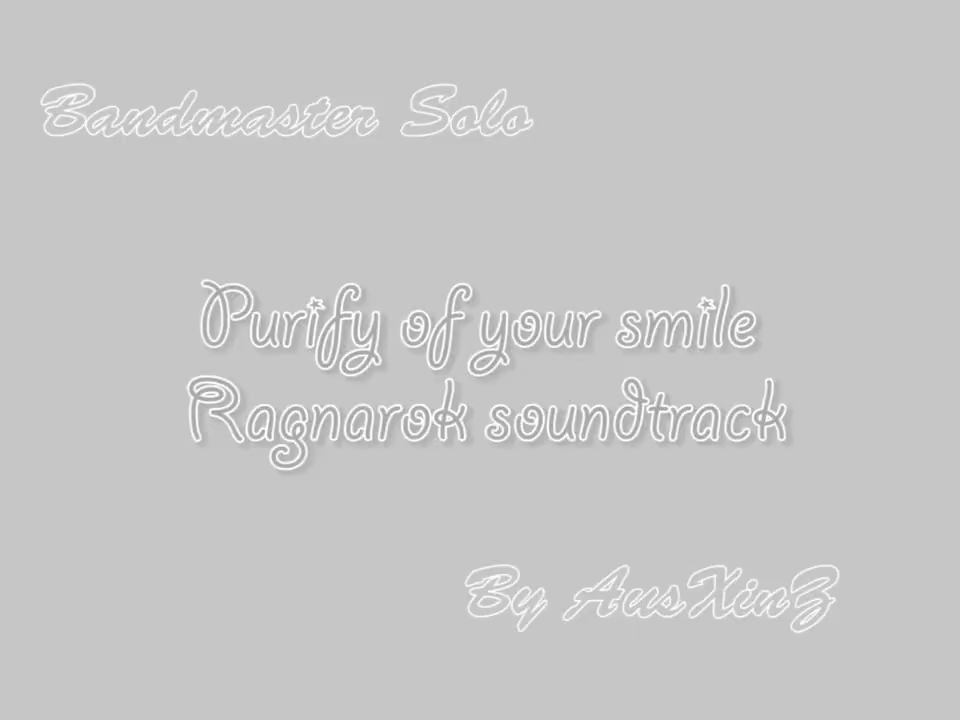 Bandmaster Solo
Purify of your smile
Ragnarok soundtrack
By AusXinZ